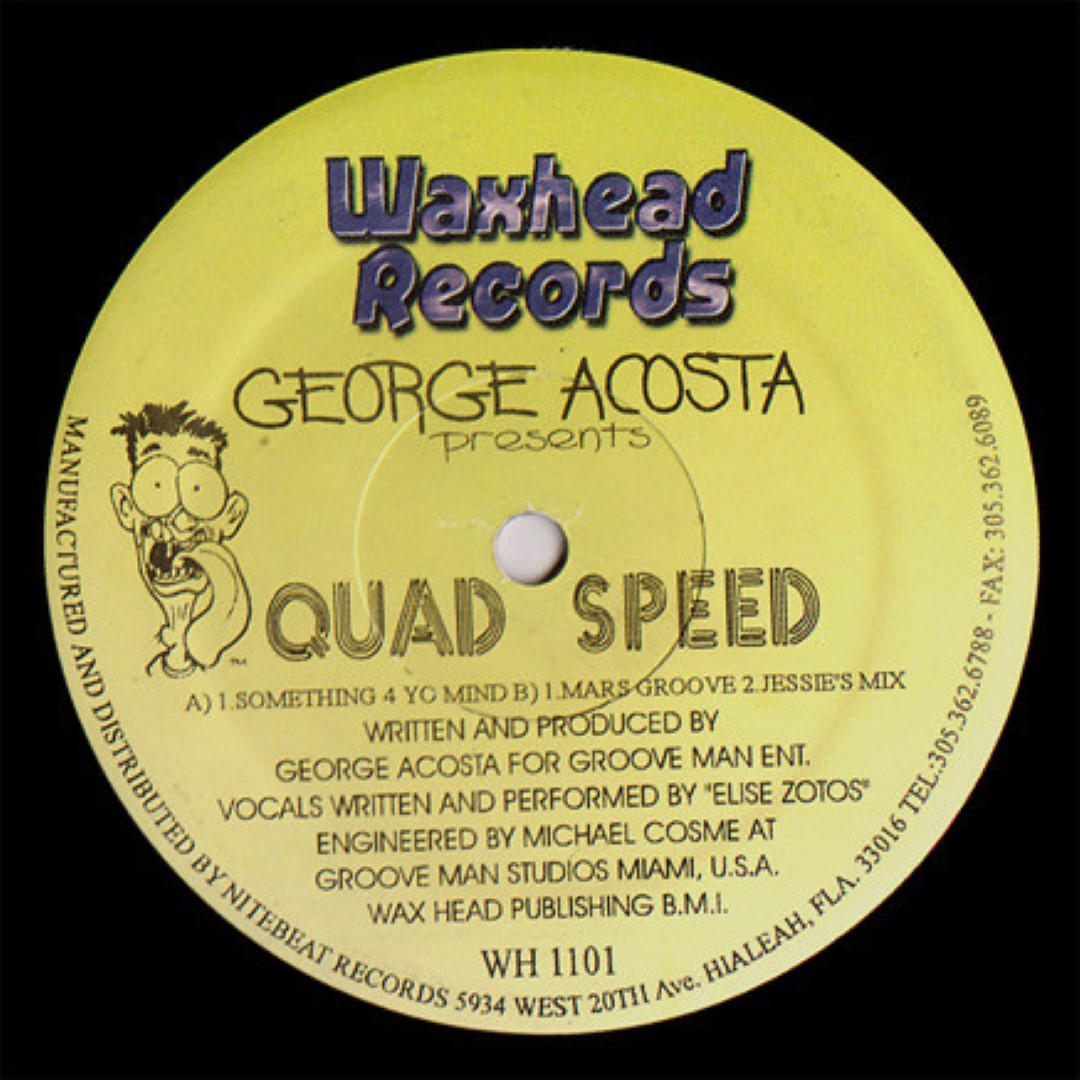 Waxhead
Records
GEORGE ACOSTA
presents
QUAD SPEED
TM
A) 1.SOMETHING 4 YO MIND B) 1.MARS GROOVE 2.JESSIE'S MIX
WRITTEN AND PRODUCED BY
GEORGE ACOSTA FOR GROOVE MAN ENT.
VOCALS WRITTEN AND PERFORMED BY "ELISE ZOTOS"
ENGINEERED BY MICHAEL COSME AT
GROOVE MAN STUDIOS MIAMI, U.S.A.
WAX HEAD PUBLISHING B.M.I.
WH 1101
MANUFACTURED AND DISTRIBUTED BY NITEBEAT RECORDS 5934 WEST 20TH Ave. HIALEAH, FLA. 33016 TEL.:305.362.6788 - FAX: 305.362.6089